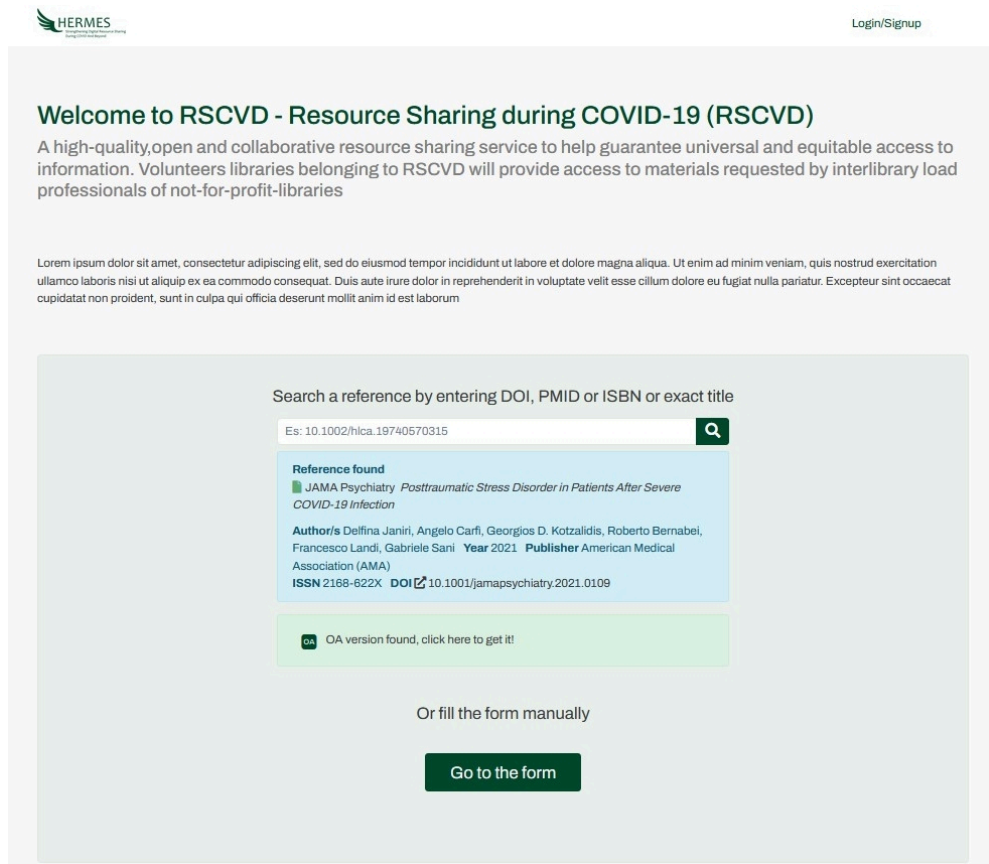 HERMES
Strengthening Digital Resource Sharing
During COVID and Beyond
Login/Signup
Welcome to RSCVD - Resource Sharing during COVID-19 (RSCVD)
A high-quality,open and collaborative resource sharing service to help guarantee universal and equitable access to
information. Volunteers libraries belonging to RSCVD will provide access to materials requested by interlibrary load
professionals of not-for-profit-libraries
Lorem ipsum dolor sit amet, consectetur adipiscing elit, sed do eiusmod tempor incididunt ut labore et dolore magna aliqua. Ut enim ad minim veniam, quis nostrud exercitation
ullamco laboris nisi ut aliquip ex ea commodo consequat. Duis aute irure dolor in reprehenderit in voluptate velit esse cillum dolore eu fugiat nulla pariatur. Excepteur sint occaecat
cupidatat non proident, sunt in culpa qui officia deserunt mollit anim id est laborum
Search a reference by entering DOI, PMID or ISBN or exact title
Es: 10.1002/hlca.19740570315
Reference found
JAMA Psychiatry Posttraumatic Stress Disorder in Patients After Severe
COVID-19 Infection
Author/s Delfina Janiri, Angelo Carfì, Georgios D. Kotzalidis, Roberto Bernabei,
Francesco Landi, Gabriele Sani Year 2021 Publisher American Medical
Association (AMA)
ISSN 2168-622X DOI 10.1001/jamapsychiatry.2021.0109
OA OA version found, click here to get it!
Or fill the form manually
Go to the form